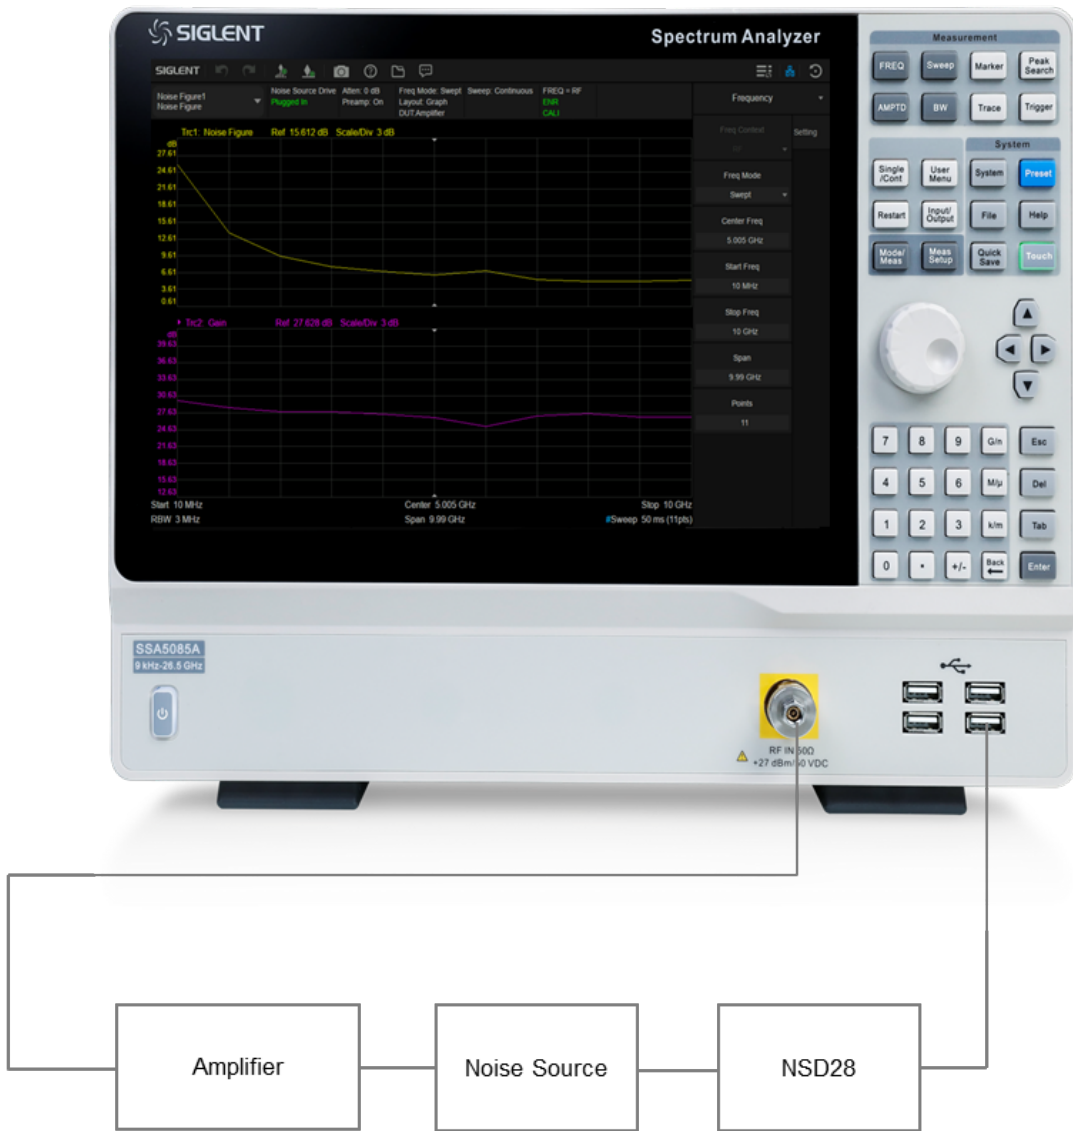 SIGLENT
Spectrum Analyzer
SIGLENT
Noise Figure1
Noise Figure
Noise Source Drive
Plugged In
Atten: 0 dB
Preamp: On
Freq Mode: Swept
Layout: Graph
DUT:Amplifier
Sweep: Continuous
FREQ = RF
ENR
CALI
Trc1: Noise Figure Ref 15.612 dB Scale/Div 3 dB
dB
27.61
24.61
21.61
18.61
15.61
12.61
9.61
6.61
3.61
0.61
Trc2: Gain Ref 27.628 dB Scale/Div 3 dB
dB
39.63
36.63
33.63
30.63
27.63
24.63
21.63
18.63
15.63
12.63
Start 10 MHz Center 5.005 GHz Stop 10 GHz
RBW 3 MHz Span 9.99 GHz #Sweep 50 ms (11pts)
Frequency
Freq Context
RF
Setting
Freq Mode
Swept
Center Freq
5.005 GHz
Start Freq
10 MHz
Stop Freq
10 GHz
Span
9.99 GHz
Points
11
Measurement
FREQ Sweep Marker Peak Search
AMPTD BW Trace Trigger
System
Single /Cont User Menu System Preset
Restart Input/ Output File Help
Mode/ Meas Meas Setup Quick Save Touch
7 8 9 G/n Esc
4 5 6 M/µ Del
1 2 3 k/m Tab
0 • +/- Back Enter
SSA5085A
9 kHz-26.5 GHz
RF IN 50Ω
+27 dBm/50 VDC
Amplifier
Noise Source
NSD28